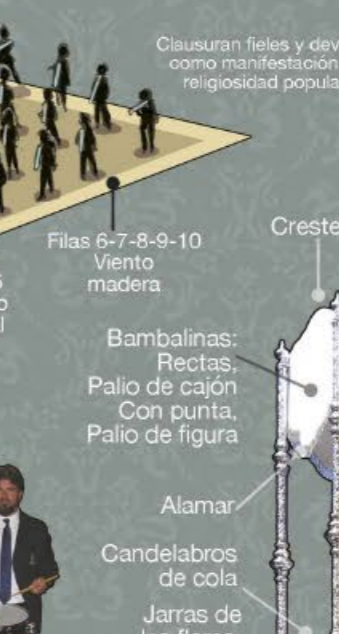 Clausuran fieles y dev
como manifestación
religiosidad popula
Filas 6-7-8-9-10
Viento
madera
Creste
Bambalinas:
Rectas,
Palio de cajón
Con punta,
Palio de figura
Alamar
Candelabros
de cola
Jarras de